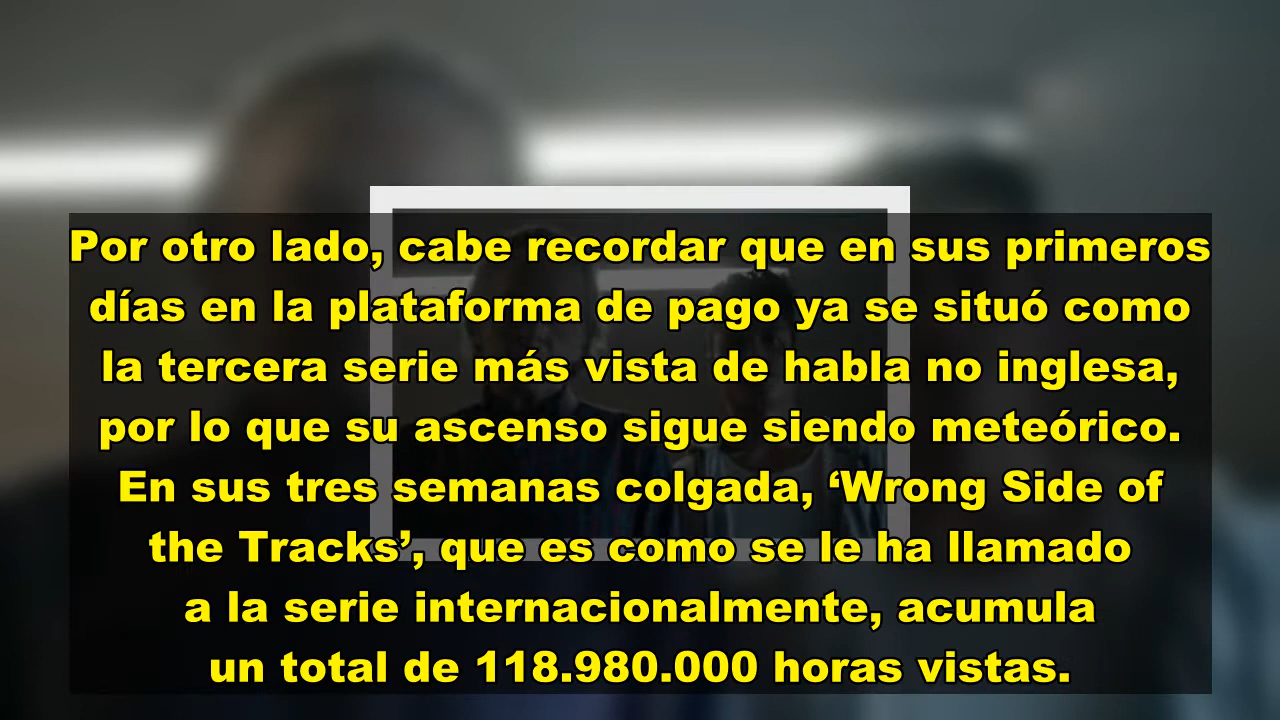 Por otro lado, cabe recordar que en sus primeros
días en la plataforma de pago ya se situó como
la tercera serie más vista de habla no inglesa,
por lo que su ascenso sigue siendo meteórico.
En sus tres semanas colgada, ‘Wrong Side of
the Tracks’, que es como se le ha llamado
a la serie internacionalmente, acumula
un total de 118.980.000 horas vistas.